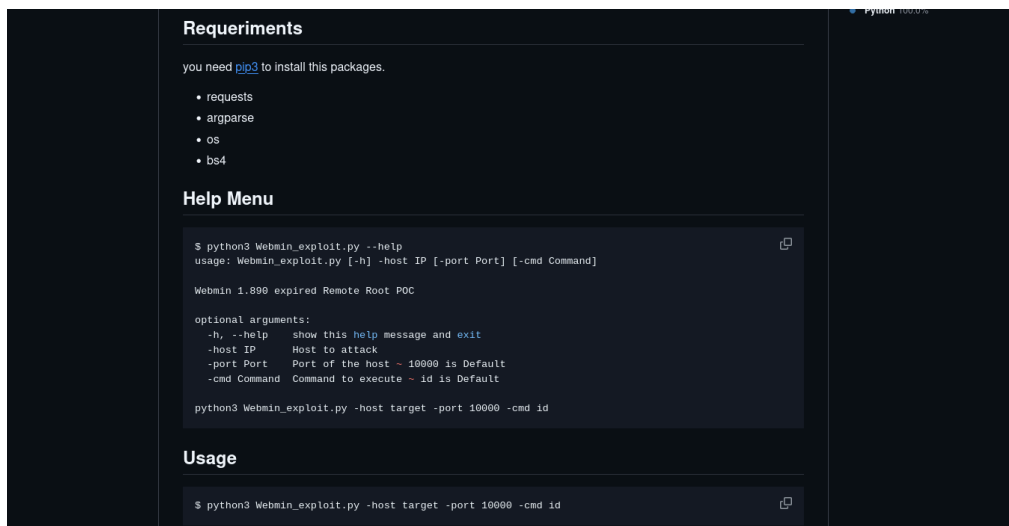 Python 100.0%
Requeriments
you need pip3 to install this packages.
• requests
• argparse
• os
• bs4
Help Menu
$ python3 Webmin_exploit.py --help
usage: Webmin_exploit.py [-h] -host IP [-port Port] [-cmd Command]
Webmin 1.890 expired Remote Root POC
optional arguments:
-h, --help    show this help message and exit
-host IP      Host to attack
-port Port    Port of the host ~ 10000 is Default
-cmd Command  Command to execute ~ id is Default
python3 Webmin_exploit.py -host target -port 10000 -cmd id
Usage
$ python3 Webmin_exploit.py -host target -port 10000 -cmd id